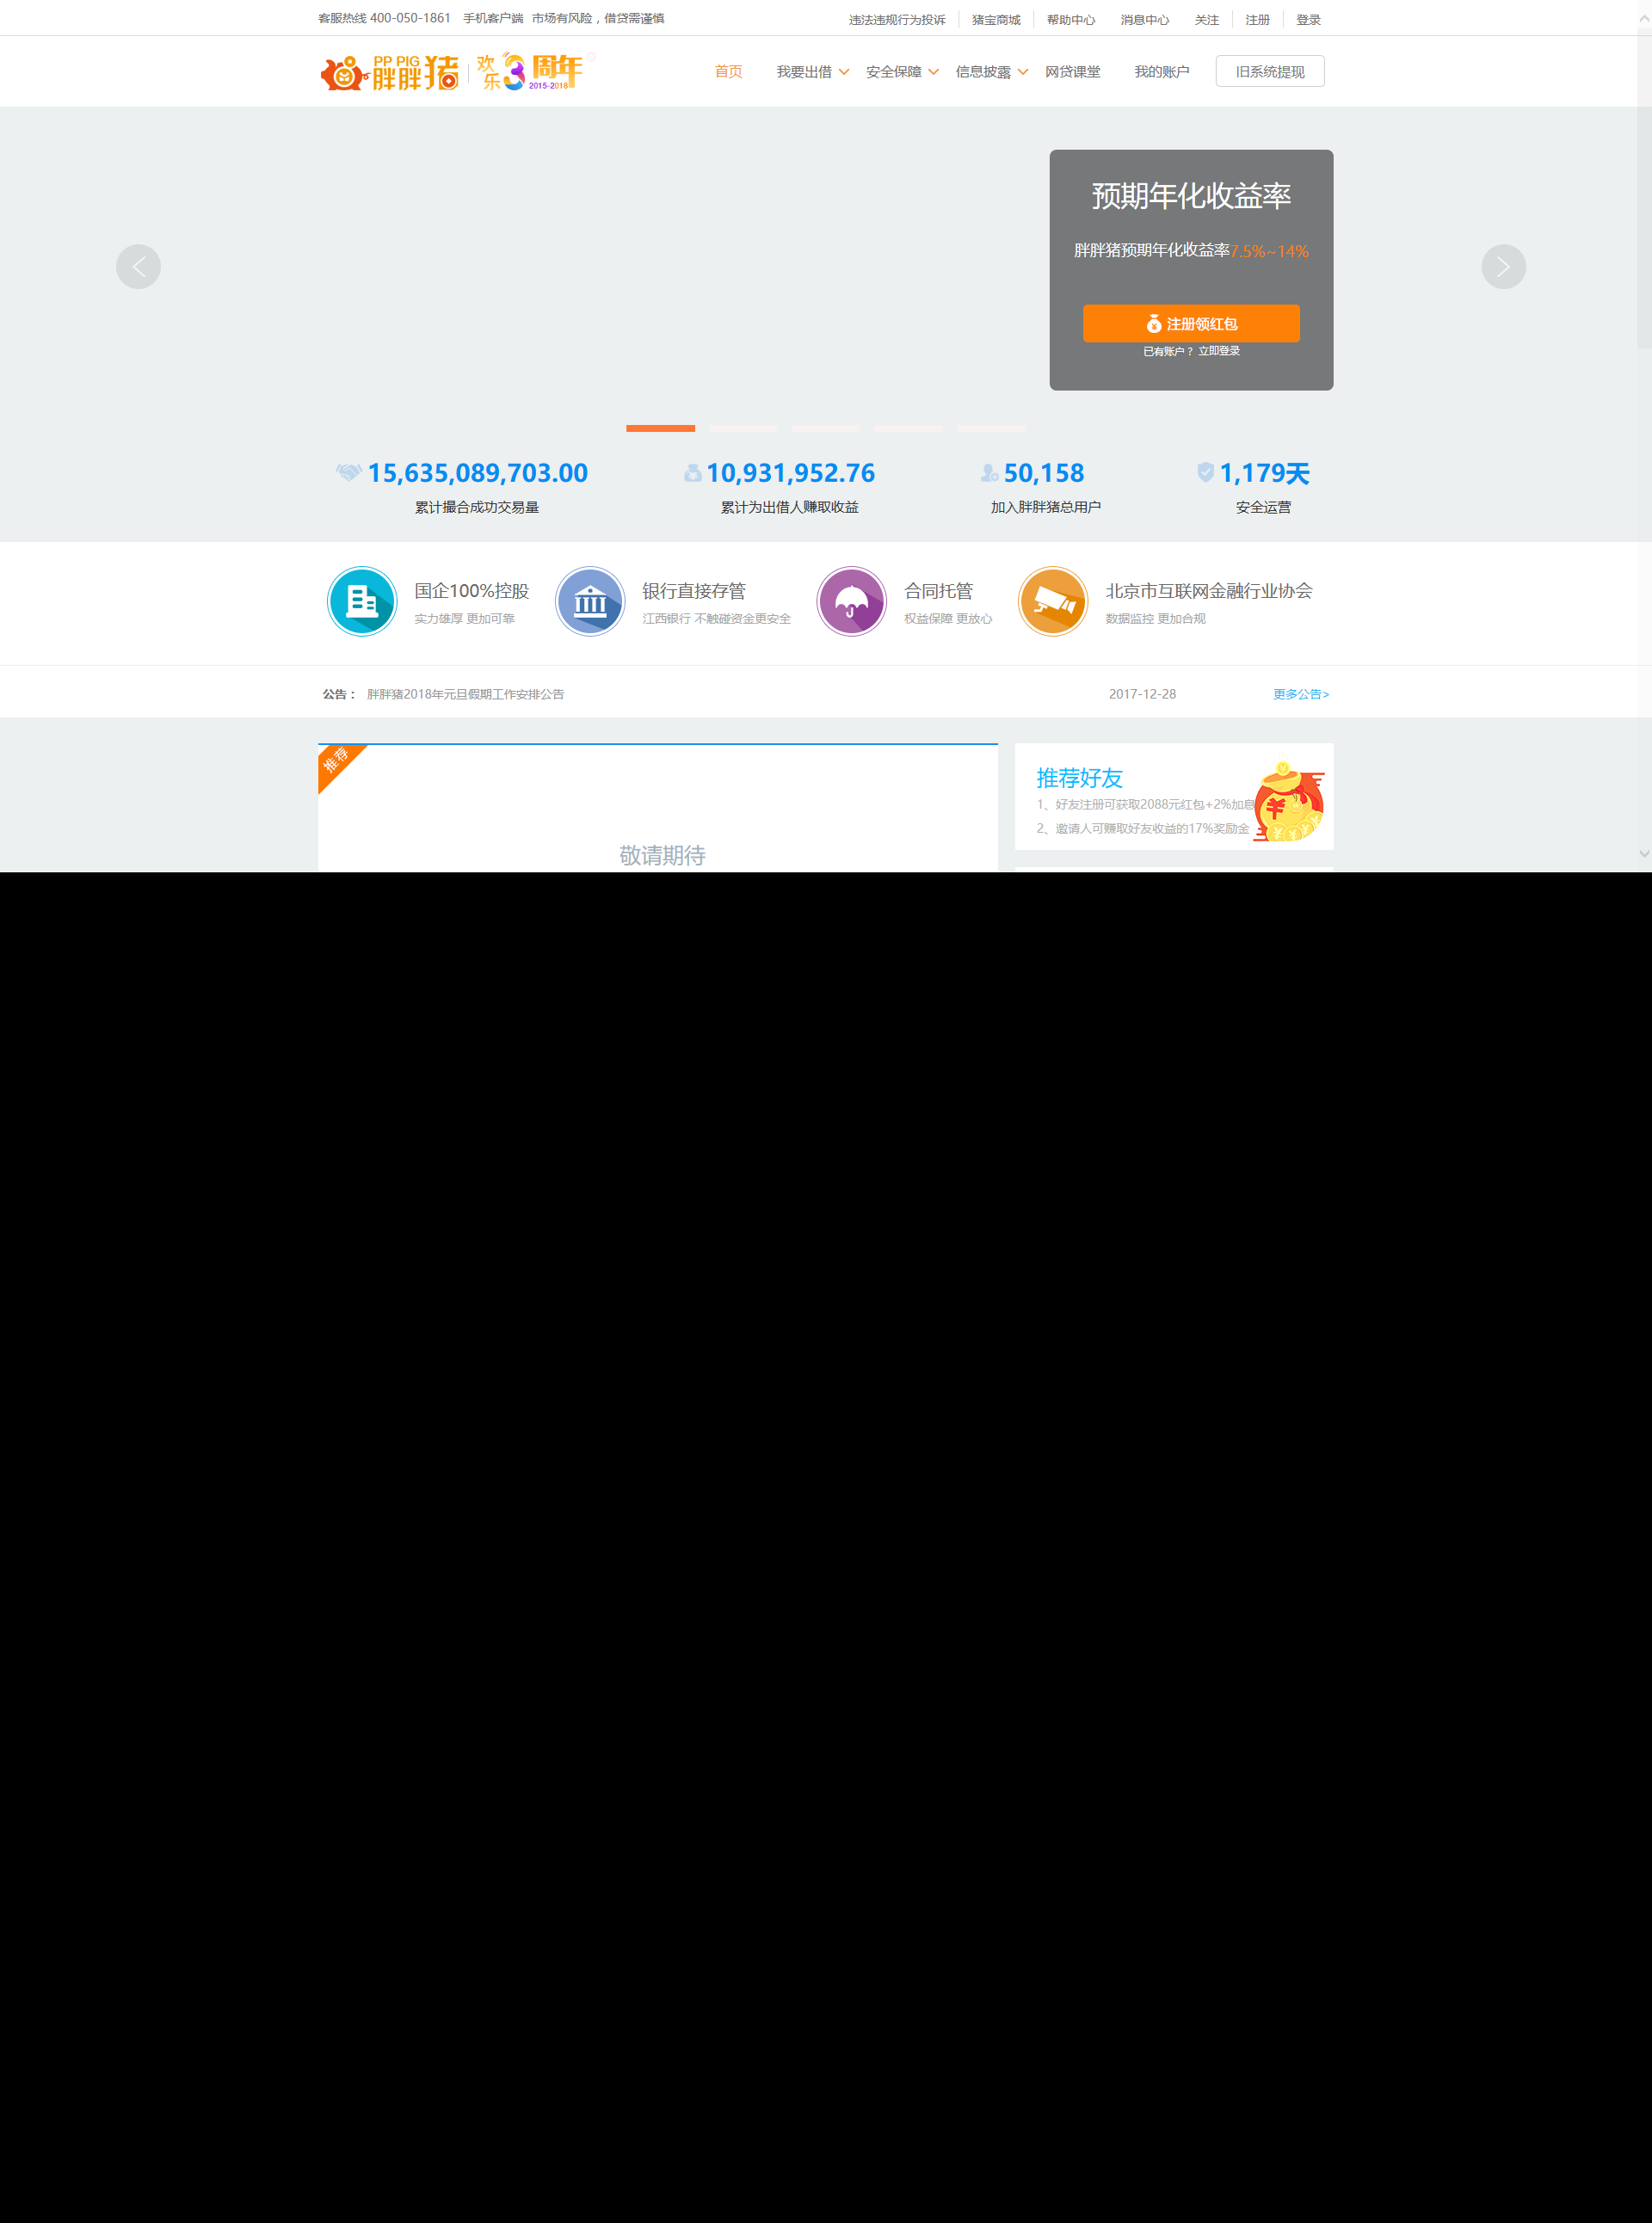 客服热线 400-050-1861 手机客户端 市场有风险，借贷需谨慎
违法违规行为投诉 猪宝商城 帮助中心 消息中心 关注 注册 登录
PP PIG
胖胖猪
欢乐3周年
2015-2018
首页 我要出借 安全保障 信息披露 网贷课堂 我的账户 旧系统提现
预期年化收益率
胖胖猪预期年化收益率7.5%~14%
注册领红包
已有账户？ 立即登录
15,635,089,703.00 10,931,952.76 50,158 1,179天
累计撮合成功交易量 累计为出借人赚取收益 加入胖胖猪总用户 安全运营
国企100%控股 银行直接存管 合同托管 北京市互联网金融行业协会
实力雄厚 更加可靠 江西银行 不触碰资金更安全 权益保障 更放心 数据监控 更加合规
公告： 胖胖猪2018年元旦假期工作安排公告 2017-12-28 更多公告>
推荐
敬请期待
推荐好友
1、好友注册可获取2088元红包+2%加息
2、邀请人可赚取好友收益的17%奖励金